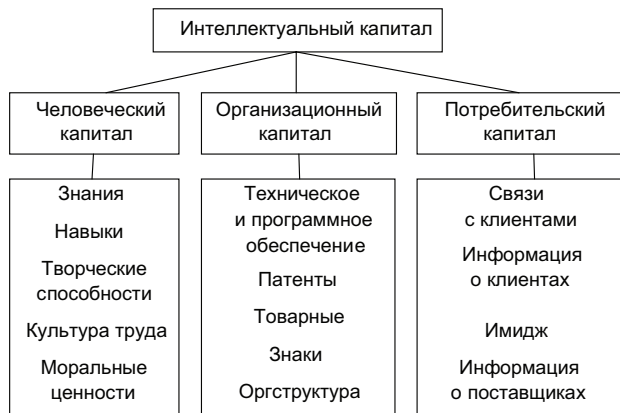 Интеллектуальный капитал
Человеческий
капитал
Организационный
капитал
Потребительский
капитал
Знания
Навыки
Творческие
способности
Культура труда
Моральные
ценности
Техническое
и программное
обеспечение
Патенты
Товарные
Знаки
Оргструктура
Связи
с клиентами
Информация
о клиентах
Имидж
Информация
о поставщиках